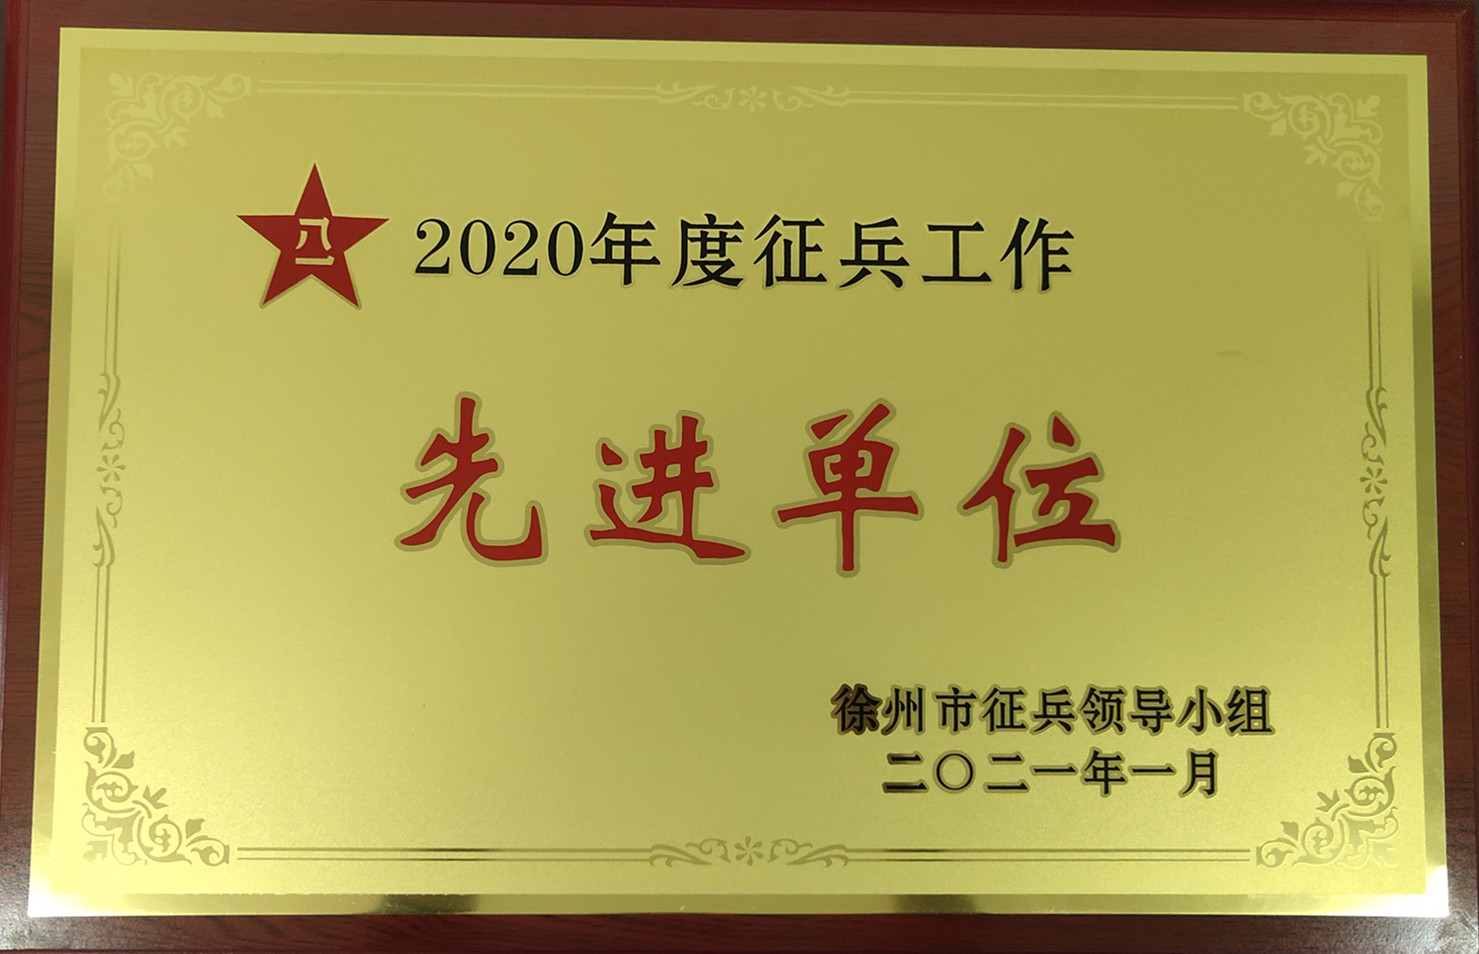 八一
2020年度征兵工作
先进单位
徐州市征兵领导小组
二〇二一年一月